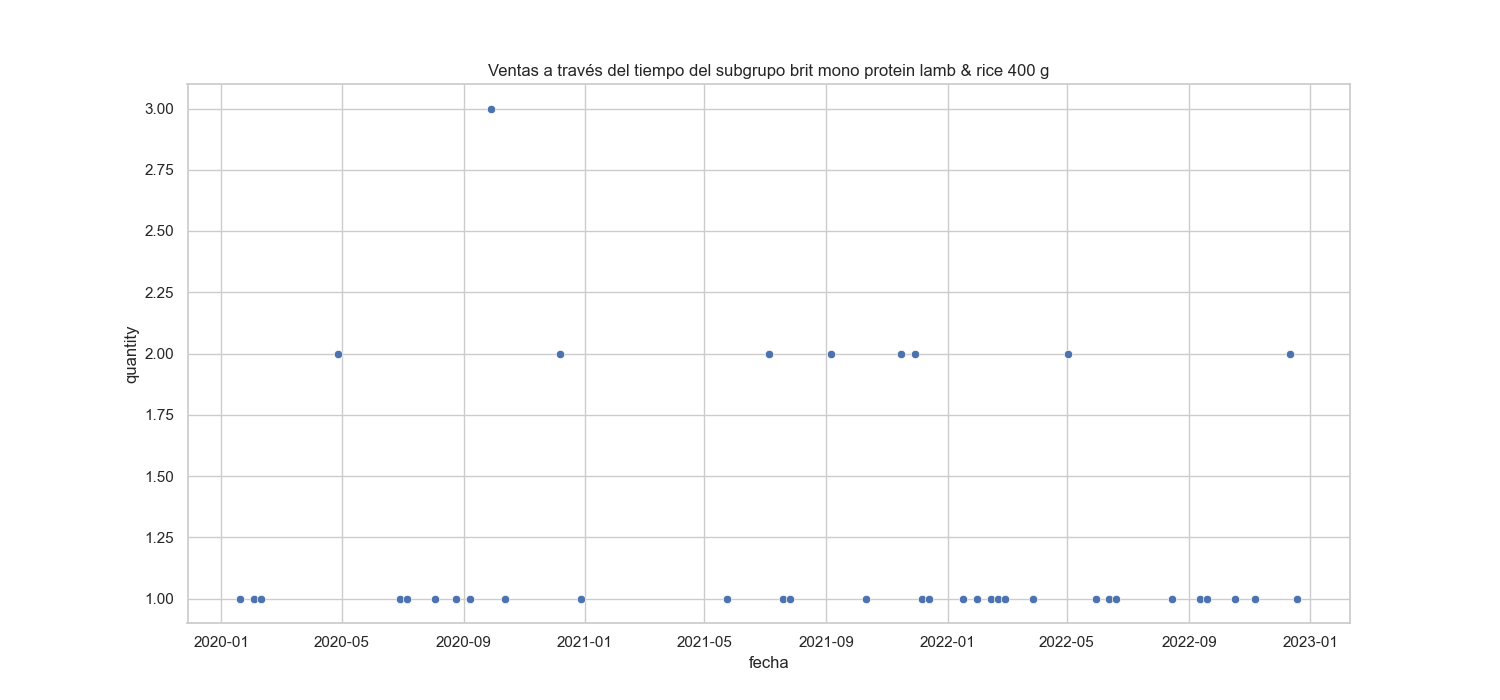 Ventas a través del tiempo del subgrupo brit mono protein lamb & rice 400 g
3.00
2.75
2.50
2.25
2.00
1.75
1.50
1.25
1.00
quantity
2020-01 2020-05 2020-09 2021-01 2021-05 2021-09 2022-01 2022-05 2022-09 2023-01
fecha